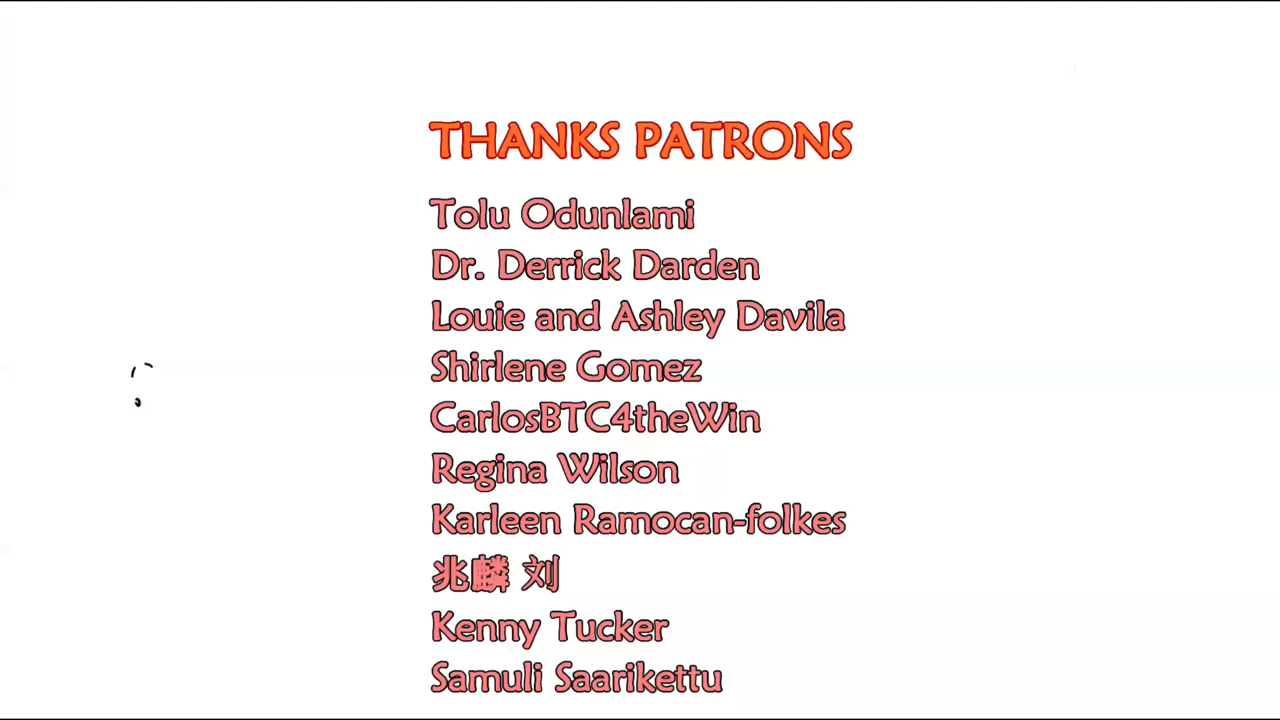 THANKS PATRONS
Tolu Odunlami
Dr. Derrick Darden
Louie and Ashley Davila
Shirlene Gomez
CarlosBTC4theWin
Regina Wilson
Karleen Ramocan-folkes
兆麟 刘
Kenny Tucker
Samuli Saarikettu